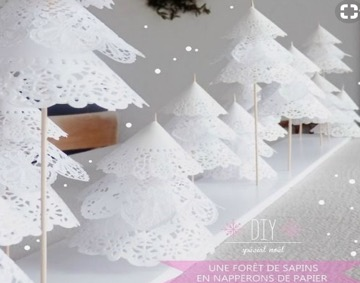 DIY
spécial noël
UNE FORÊT DE SAPINS
EN NAPPERONS DE PAPIER